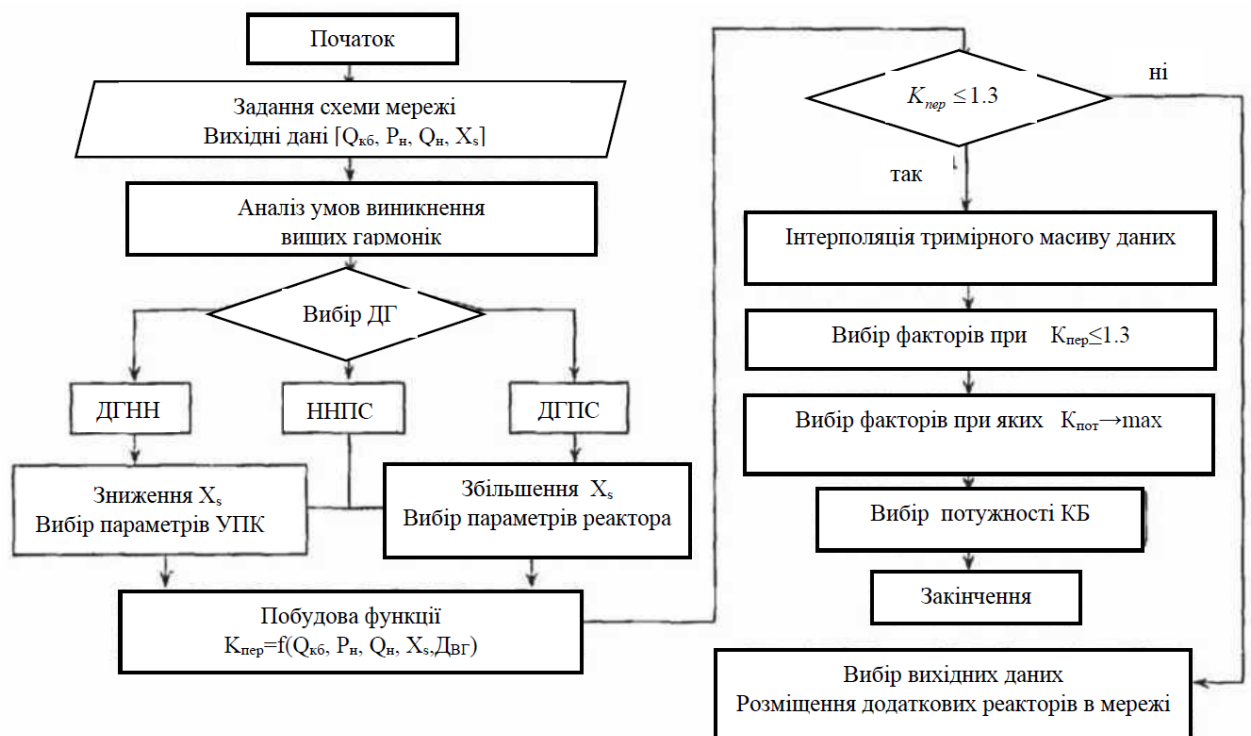 Початок
Задання схеми мережі
Вихідні дані [Qкб, Pн, Qн, Xs]
Аналіз умов виникнення
вищих гармонік
Вибір ДГ
ДГНН
ННПС
ДГПС
Зниження Xs
Вибір параметрів УПК
Збільшення Xs
Вибір параметрів реактора
Побудова функції
Kпер=f(Qкб, Pн, Qн, Xs,ДВГ)
Kпер ≤ 1.3
ні
так
Інтерполяція тримірного масиву даних
Вибір факторів при Kпер≤1.3
Вибір факторів при яких Kпот→max
Вибір потужності КБ
Закінчення
Вибір вихідних даних
Розміщення додаткових реакторів в мережі